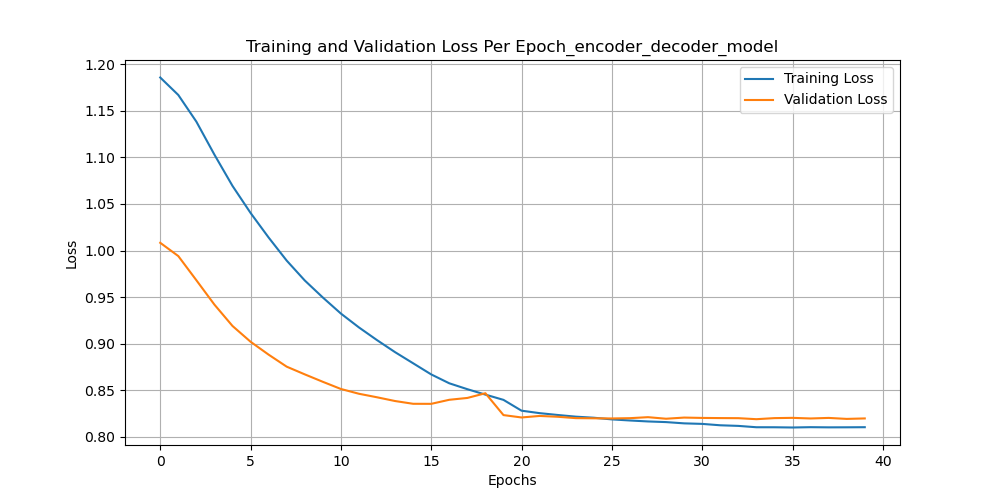 Training and Validation Loss Per Epoch_encoder_decoder_model
Training Loss
Validation Loss
Loss
1.20
1.15
1.10
1.05
1.00
0.95
0.90
0.85
0.80
0 5 10 15 20 25 30 35 40
Epochs